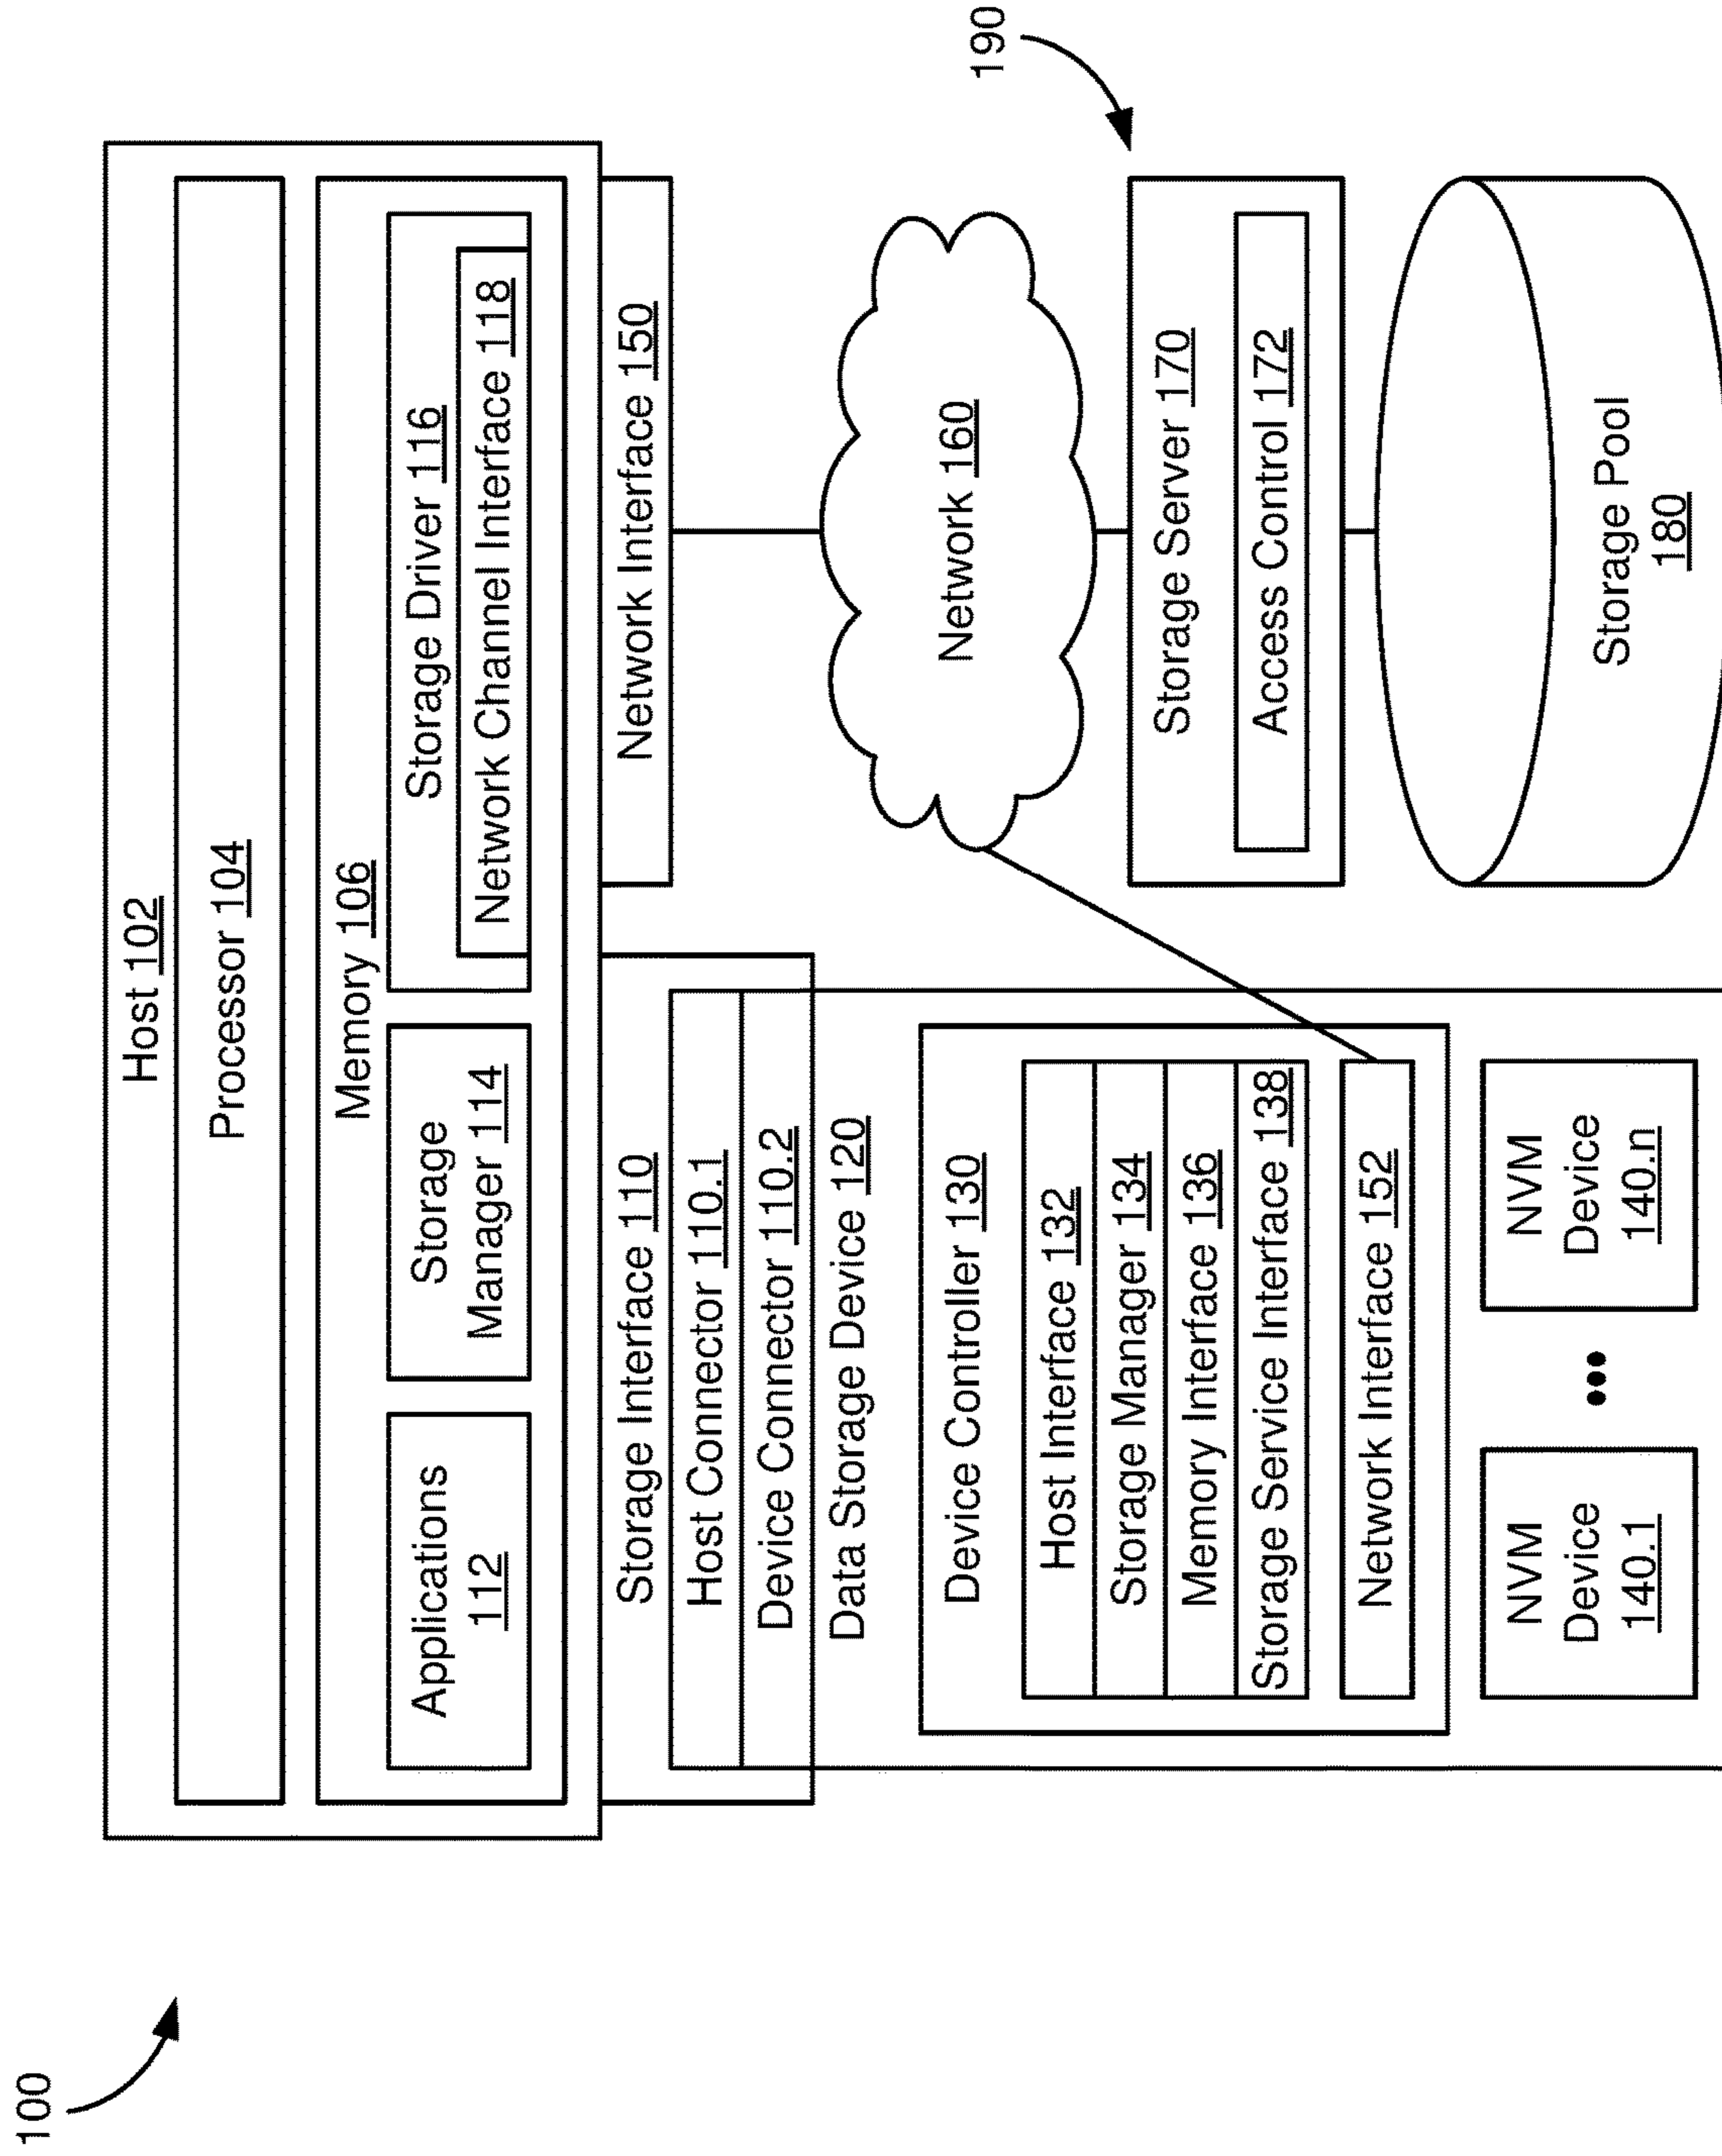 100
Host 102
Processor 104
Memory 106
Applications
112
Storage
Manager 114
Storage Driver 116
Network Channel Interface 118
Storage Interface 110
Host Connector 110.1
Device Connector 110.2
Data Storage Device 120
Device Controller 130
Host Interface 132
Storage Manager 134
Memory Interface 136
Storage Service Interface 138
Network Interface 152
NVM
Device
140.1
•••
NVM
Device
140.n
Network Interface 150
Network 160
190
Storage Server 170
Access Control 172
Storage Pool
180